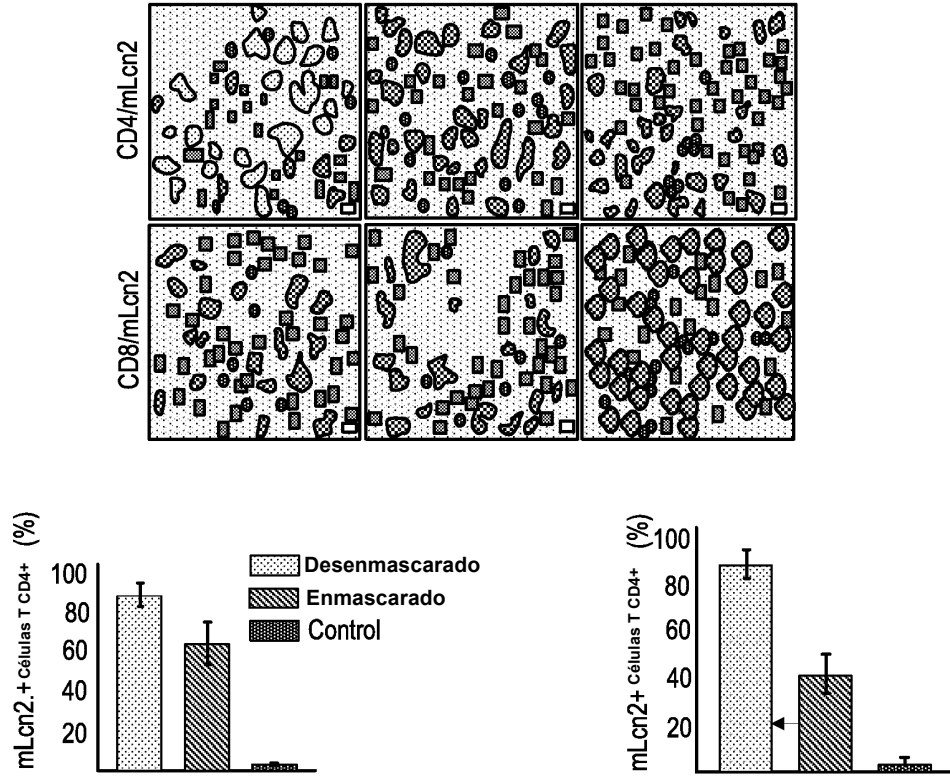 CD4/mLcn2
CD8/mLcn2
mLcn2.+ Células T CD4+ (%)
100
80
60
40
20
Desenmascarado
Enmascarado
Control
mLcn2+ Células T CD4+ (%)
100
80
60
40
20